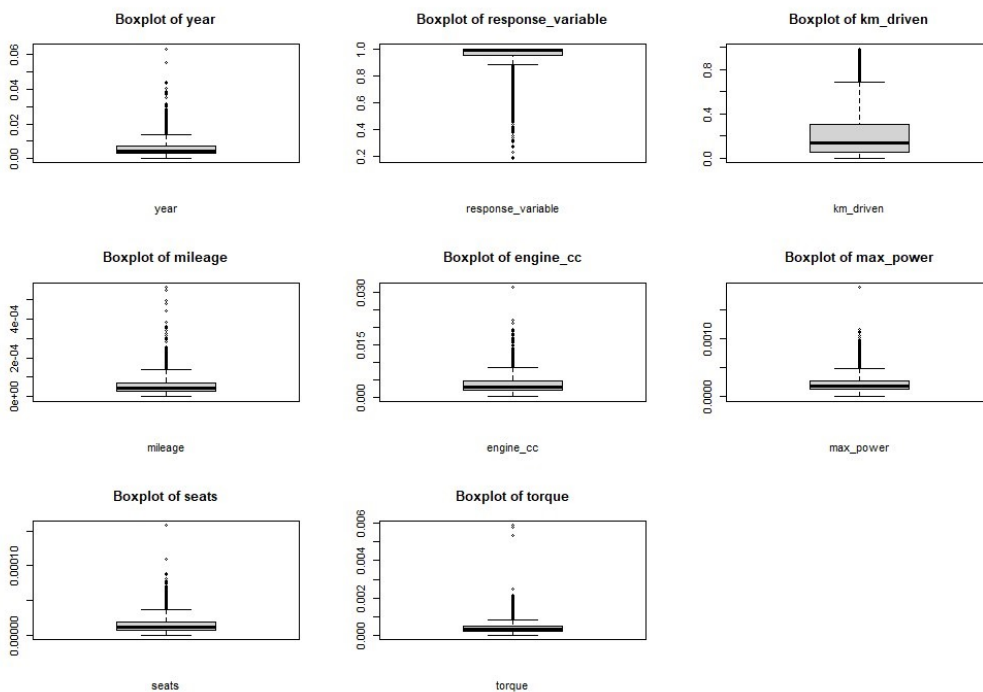 Boxplot of year
0.00 0.02 0.04 0.06
year
Boxplot of response_variable
0.2 0.4 0.6 0.8 1.0
response_variable
Boxplot of km_driven
0.0 0.4 0.8
km_driven
Boxplot of mileage
0e+00 2e-04 4e-04
mileage
Boxplot of engine_cc
0.000 0.015 0.030
engine_cc
Boxplot of max_power
0.0000 0.0010
max_power
Boxplot of seats
0.00000 0.00010
seats
Boxplot of torque
0.000 0.002 0.004 0.006
torque